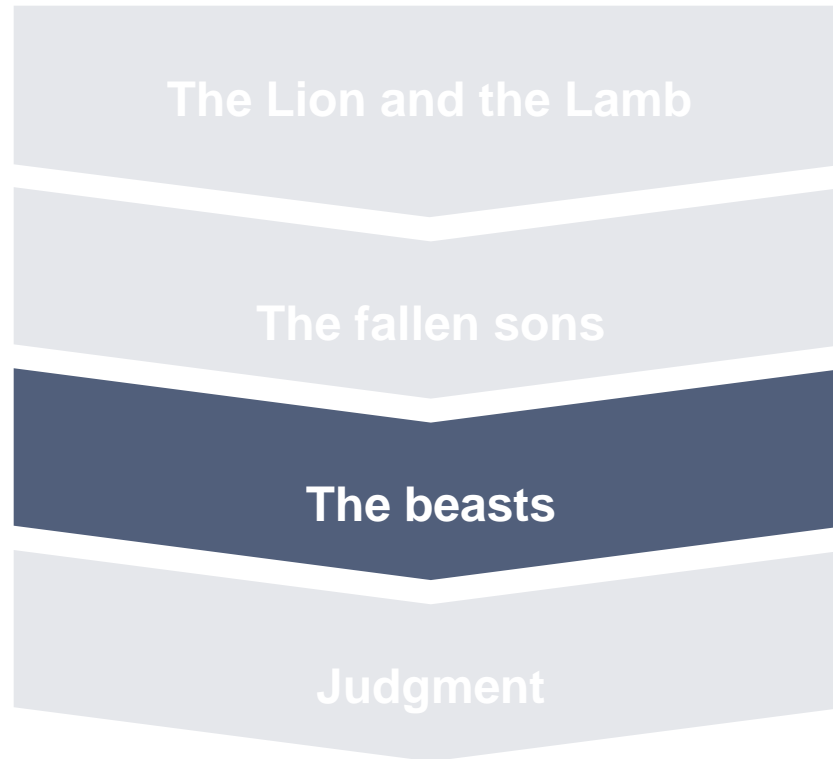 The Lion and the Lamb
The fallen sons
The beasts
Judgment